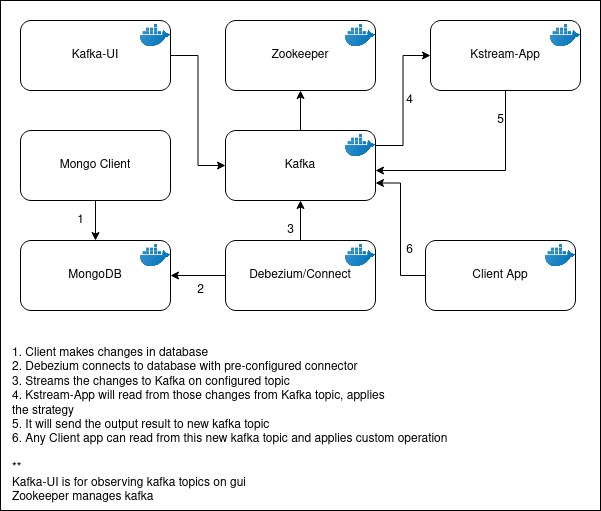 Kafka-UI
Zookeeper
Kstream-App
4
5
Mongo Client
Kafka
1
3
6
MongoDB
Debezium/Connect
Client App
2
1. Client makes changes in database
2. Debezium connects to database with pre-configured connector
3. Streams the changes to Kafka on configured topic
4. Kstream-App will read from those changes from Kafka topic, applies
the strategy
5. It will send the output result to new kafka topic
6. Any Client app can read from this new kafka topic and applies custom operation
**
Kafka-UI is for observing kafka topics on gui
Zookeeper manages kafka